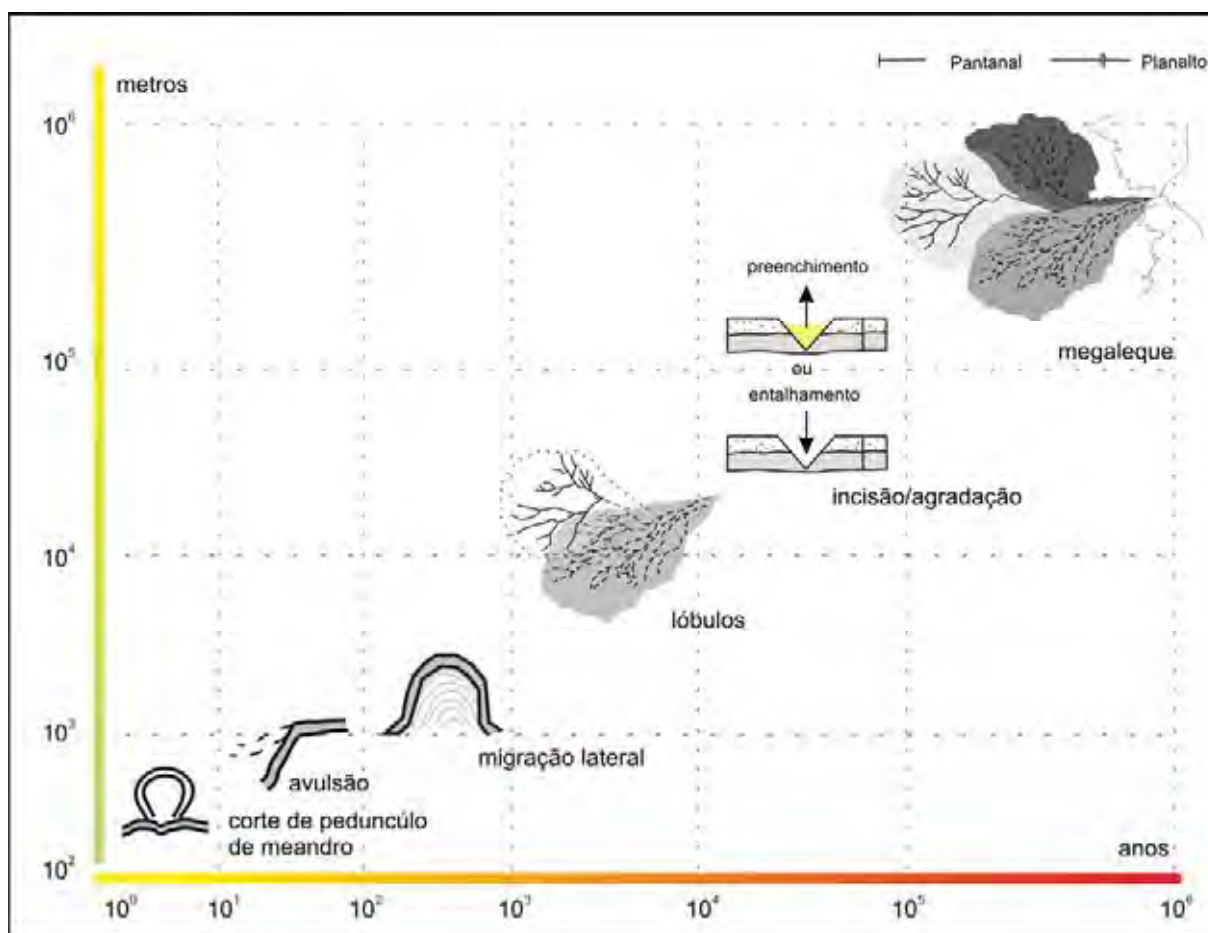 Pantanal
Planalto
metros
10⁶
preenchimento
megaleque
10⁵
ou
entalhamento
incisão/agradação
10⁴
lóbulos
10³
migração lateral
avulsão
corte de peduncúlo
de meandro
10²
anos
10⁰ 10¹ 10² 10³ 10⁴ 10⁵ 10⁶